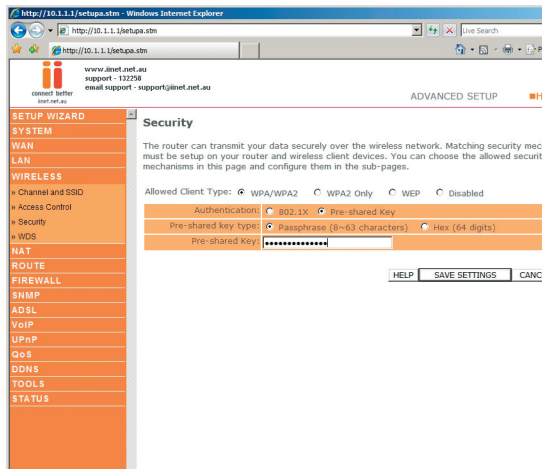 http://10.1.1.1/setupa.stm - Windows Internet Explorer
http://10.1.1.1/setupa.stm
Live Search
http://10.1.1.1/setupa.stm
www.iinet.net.au
support - 132258
email support - support@iinet.net.au
connect better
iinet.net.au
ADVANCED SETUP
SETUP WIZARD
SYSTEM
WAN
LAN
WIRELESS
» Channel and SSID
» Access Control
» Security
» WDS
NAT
ROUTE
FIREWALL
SNMP
ADSL
VoIP
UPnP
QoS
DDNS
TOOLS
STATUS
Security
The router can transmit your data securely over the wireless network. Matching security mec
must be setup on your router and wireless client devices. You can choose the allowed securit
mechanisms in this page and configure them in the sub-pages.
Allowed Client Type: WPA/WPA2 WPA2 Only WEP Disabled
Authentication: 802.1X Pre-shared Key
Pre-shared key type: Passphrase (8~63 characters) Hex (64 digits)
Pre-shared Key: ••••••••••••••
HELP SAVE SETTINGS CANC